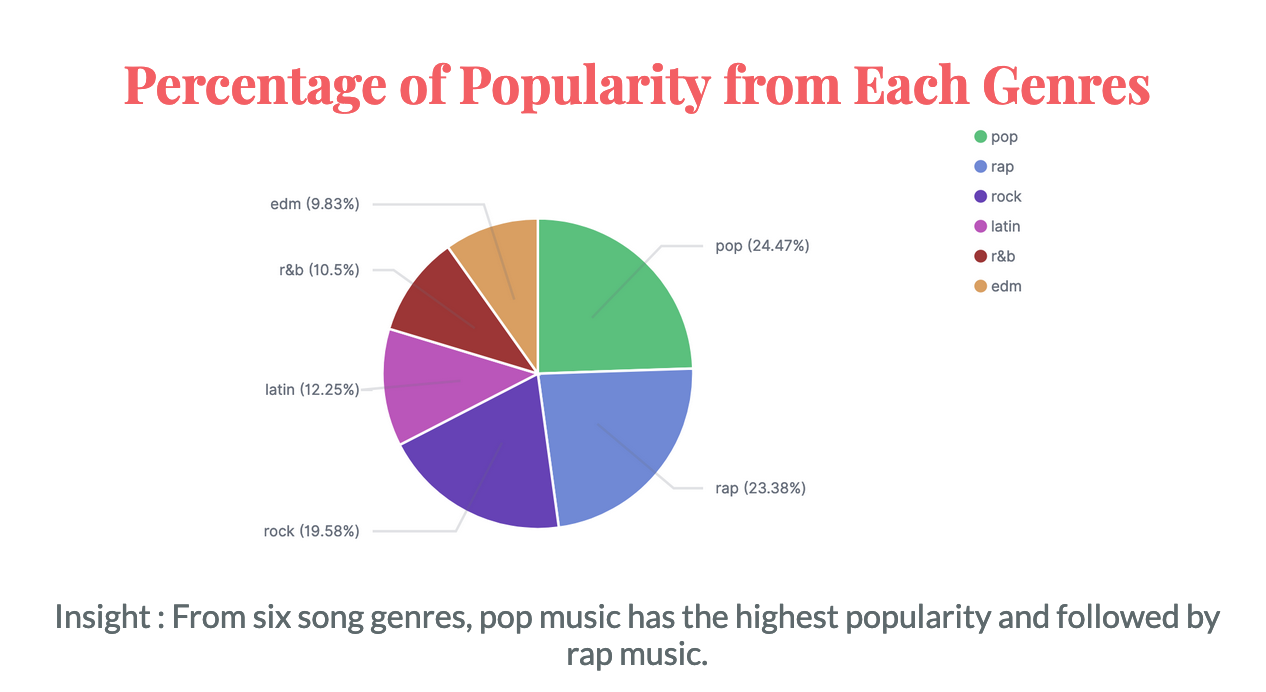 Percentage of Popularity from Each Genres
pop
rap
rock
latin
r&b
edm
edm (9.83%)
pop (24.47%)
r&b (10.5%)
latin (12.25%)
rap (23.38%)
rock (19.58%)
Insight : From six song genres, pop music has the highest popularity and followed by
rap music.